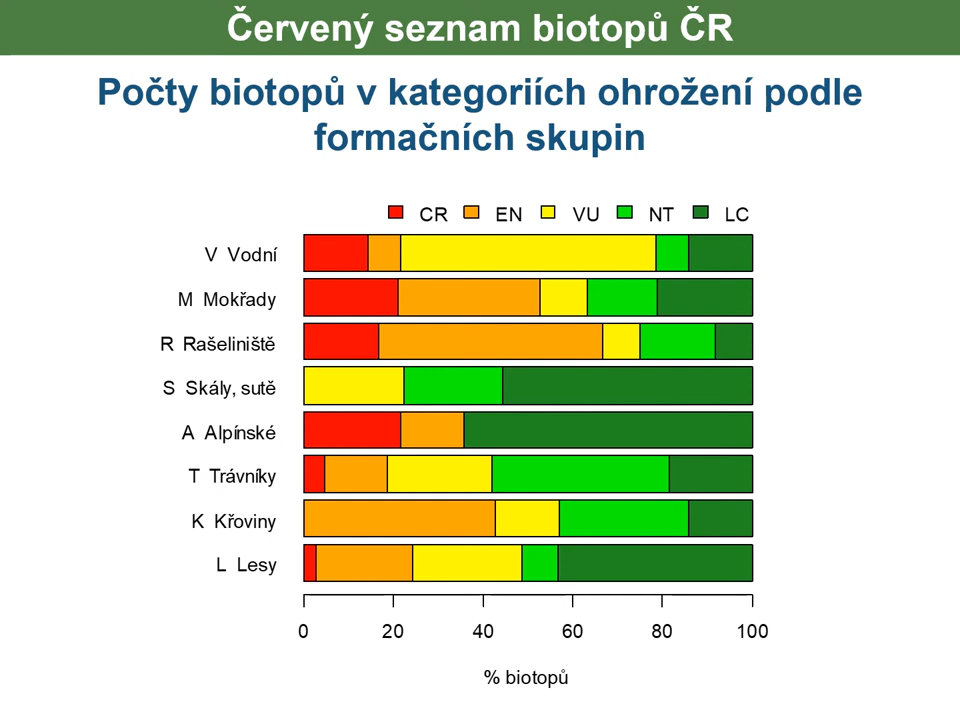 Červený seznam biotopů ČR
Počty biotopů v kategoriích ohrožení podle
formačních skupin
CR EN VU NT LC
V Vodní
M Mokřady
R Rašeliniště
S Skály, sutě
A Alpínské
T Trávníky
K Křoviny
L Lesy
0 20 40 60 80 100
% biotopů